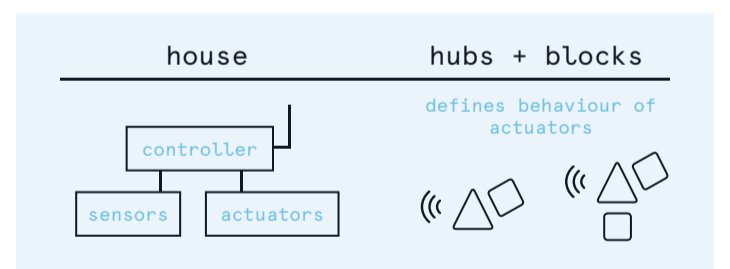 house
hubs + blocks
defines behaviour of
actuators
controller
sensors
actuators